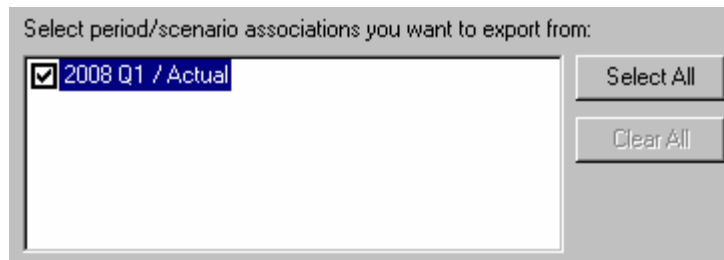 Select period/scenario associations you want to export from:
2008 Q1 / Actual
Select All
Clear All